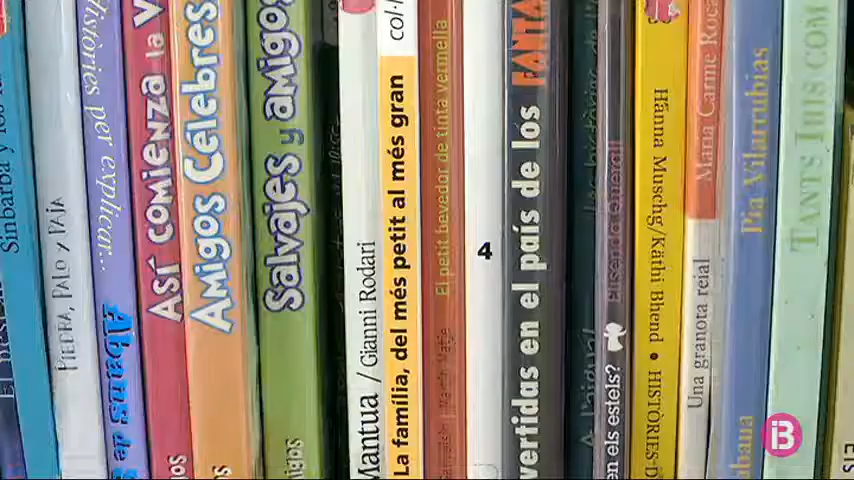 Sinbarba y los
PIEDRA, PALO Y PAJA
Històries per explicar...
Abans de
ASÍ COMIENZA LA V
AMIGOS CÉLEBRES
SALVAJES y AMIGOS
Mantua / Gianni Rodari
col·l
La família, del més petit al més gran
El petit bevedor de tinta vermella
4
vertidas en el país de los FANTA
Elisenda Queralt
en els estels?
Hanna Muschg/Käthi Bhend • HISTÒRIES-D
Maria Carme Roca
Una granota reial
Pia Vilarrubias
TANTS INIS COM